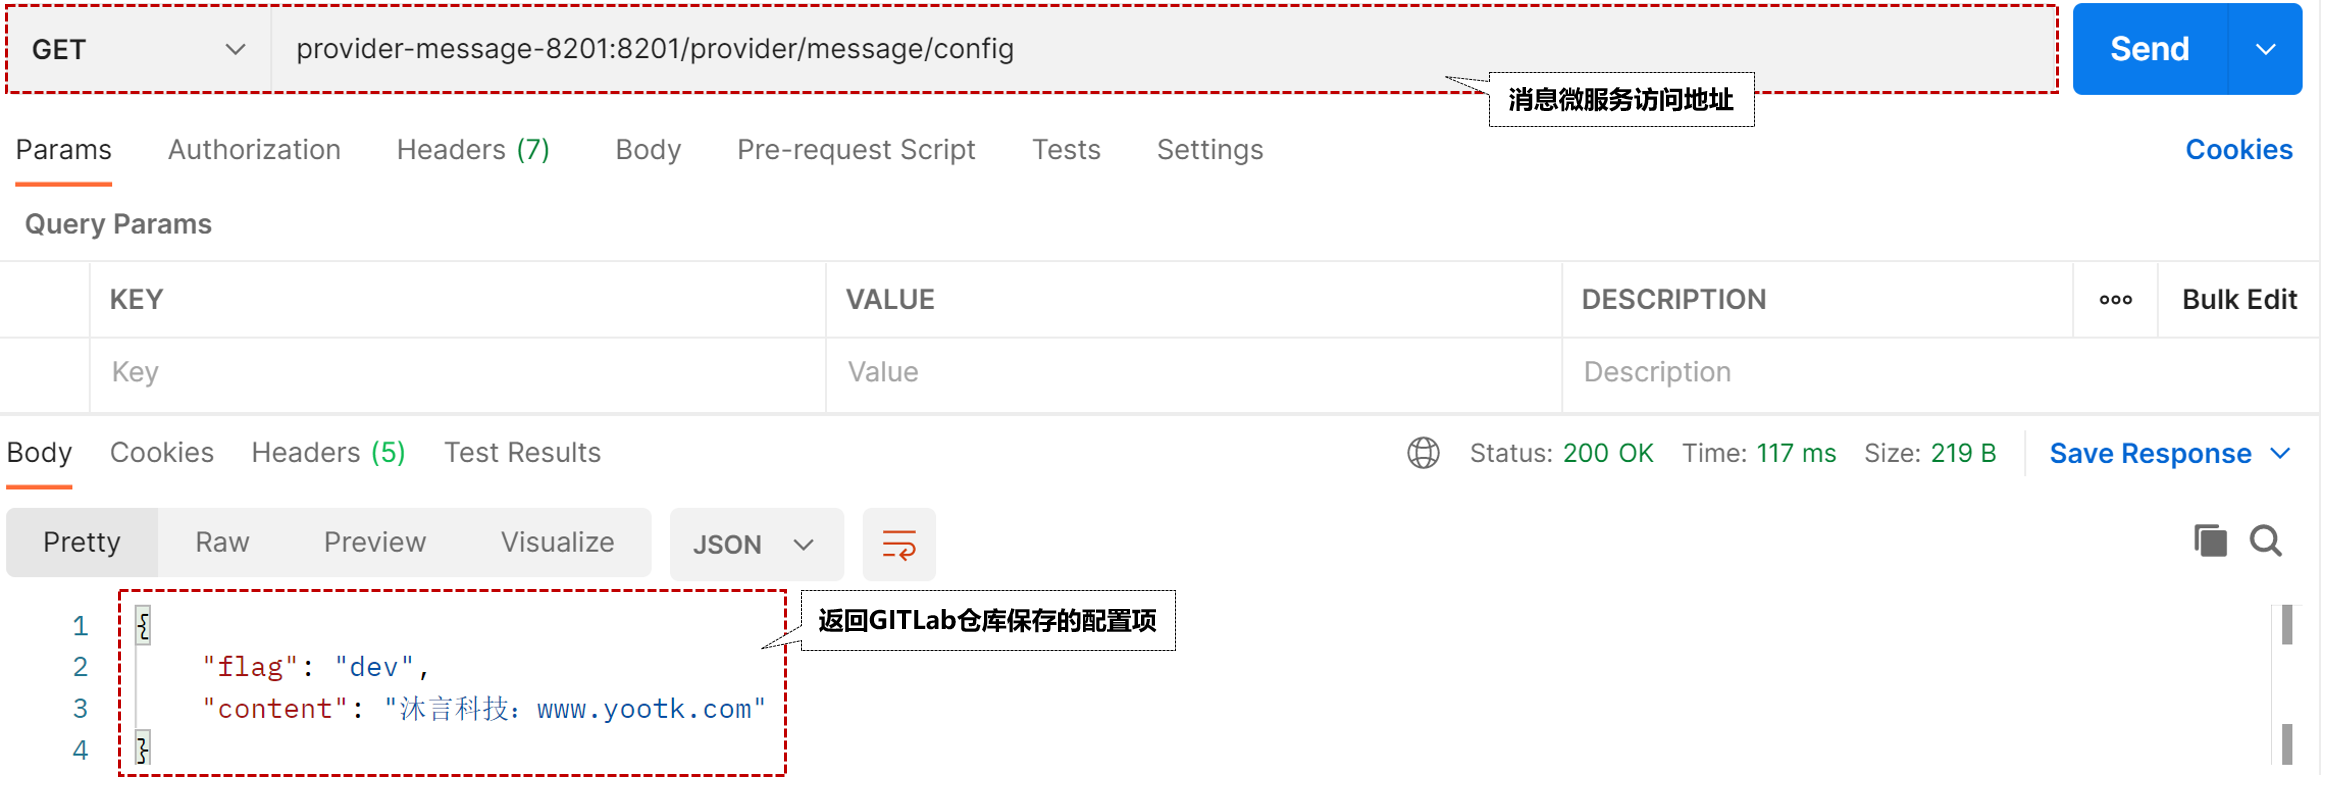 GET provider-message-8201:8201/provider/message/config Send
消息微服务访问地址
Params Authorization Headers (7) Body Pre-request Script Tests Settings Cookies
Query Params
KEY VALUE DESCRIPTION ooo Bulk Edit
Key Value Description
Body Cookies Headers (5) Test Results Status: 200 OK Time: 117 ms Size: 219 B Save Response
Pretty Raw Preview Visualize JSON
返回GITLab仓库保存的配置项
1 {
2 "flag": "dev",
3 "content": "沐言科技：www.yootk.com"
4 }